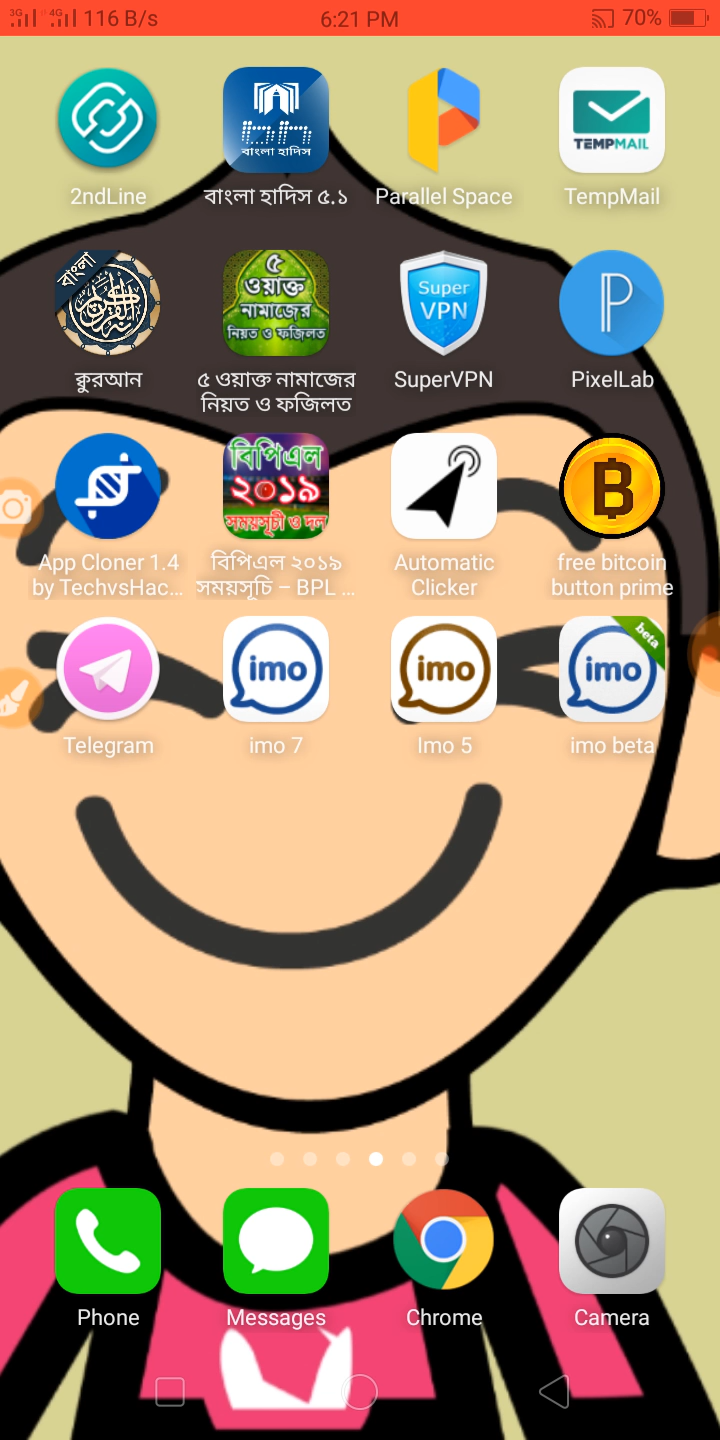 3G 4G 116 B/s 6:21 PM 70%
বাংলা হাদিস
TEMPMAIL
2ndLine বাংলা হাদিস ৫.১ Parallel Space TempMail
বাংলা
৫
ওয়াক্ত
নামাজের
নিয়ত ও ফজিলত
Super
VPN
P
ক্বুরআন ৫ ওয়াক্ত নামাজের SuperVPN PixelLab
নিয়ত ও ফজিলত
বিপিএল
২০১৯
সময়সূচী ও দল
App Cloner 1.4 বিপিএল ২০১৯ Automatic free bitcoin
by TechvsHac... সময়সূচি – BPL ... Clicker button prime
imo imo imo beta
Telegram imo 7 Imo 5 imo beta
Phone Messages Chrome Camera